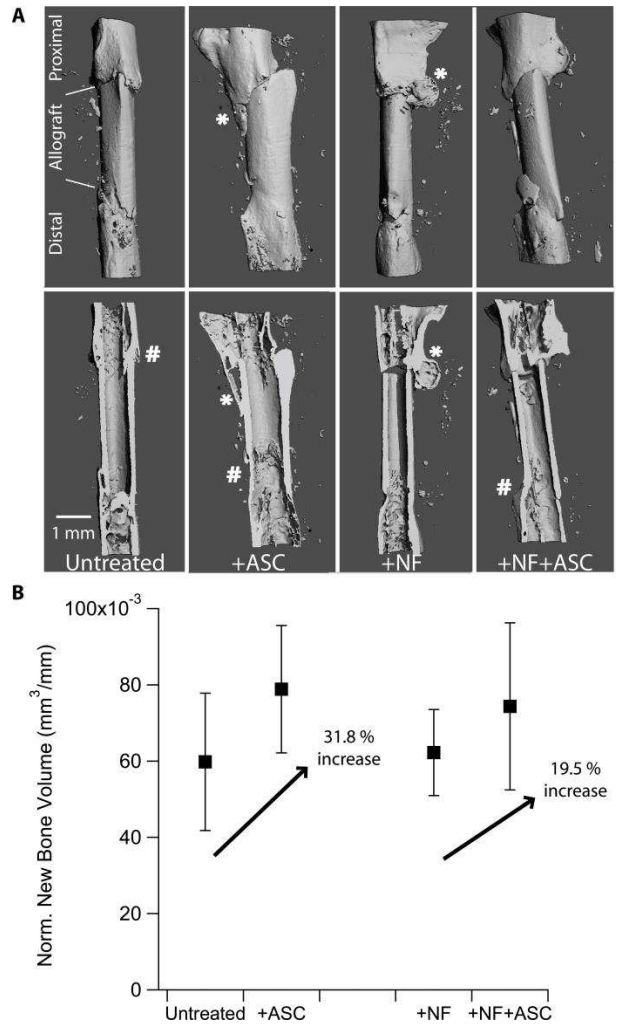 A
Proximal
Allograft
Distal
*
*
#
*
#
*
#
1 mm
Untreated
+ASC
+NF
+NF+ASC
B
Norm. New Bone Volume (mm³/mm)
100x10⁻³
80
60
40
20
0
31.8 %
increase
19.5 %
increase
Untreated
+ASC
+NF
+NF+ASC